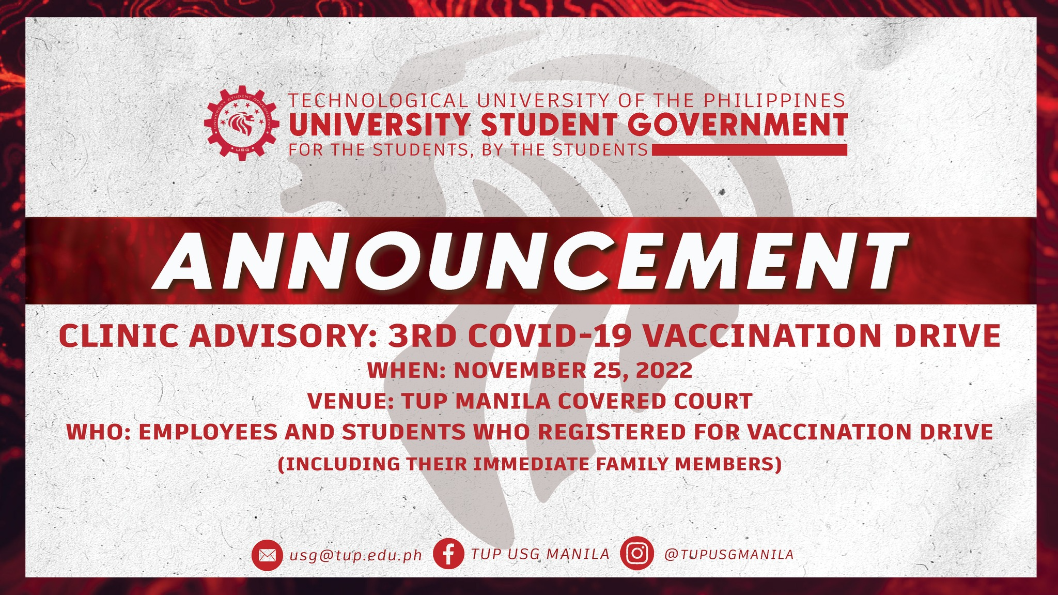 TECHNOLOGICAL UNIVERSITY OF THE PHILIPPINES
UNIVERSITY STUDENT GOVERNMENT
FOR THE STUDENTS, BY THE STUDENTS
ANNOUNCEMENT
CLINIC ADVISORY: 3RD COVID-19 VACCINATION DRIVE
WHEN: NOVEMBER 25, 2022
VENUE: TUP MANILA COVERED COURT
WHO: EMPLOYEES AND STUDENTS WHO REGISTERED FOR VACCINATION DRIVE
(INCLUDING THEIR IMMEDIATE FAMILY MEMBERS)
usg@tup.edu.ph TUP USG MANILA @TUPUSGMANILA